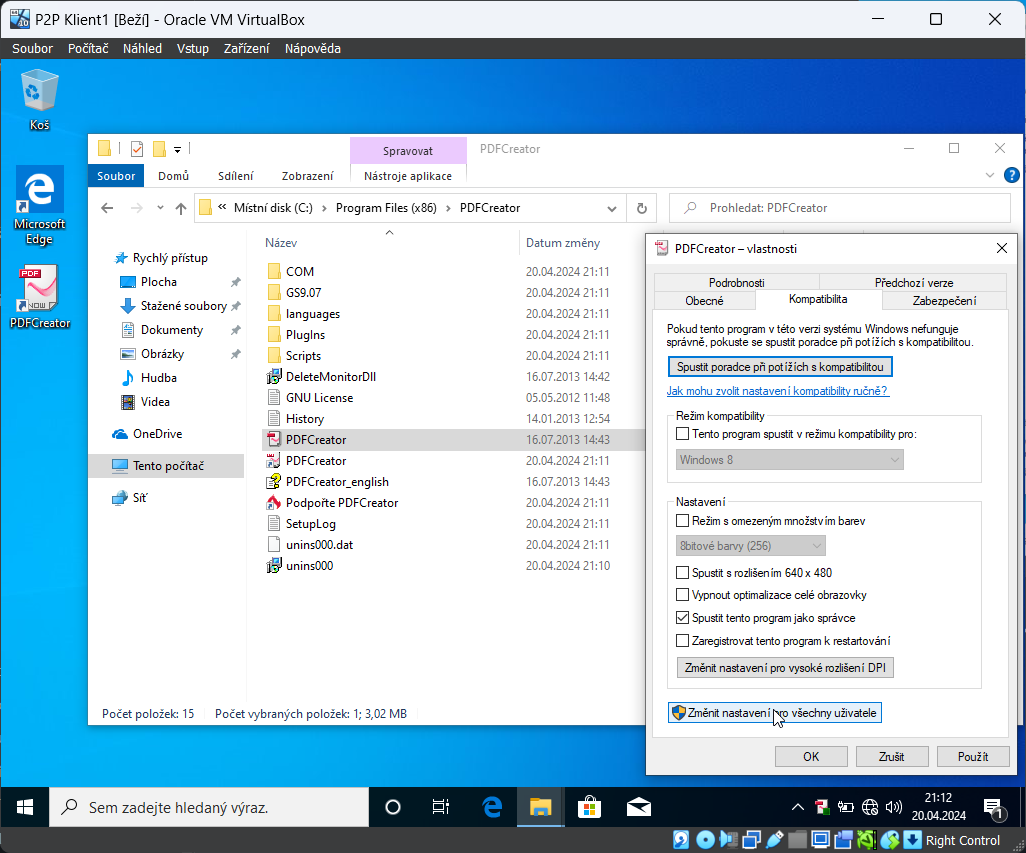 P2P Klient1 [Beží] - Oracle VM VirtualBox
Soubor Počítač Náhled Vstup Zařízení Nápověda
Koš
Microsoft
Edge
PDF
NOW
PDFCreator
Spravovat
PDFCreator
Soubor Domů Sdílení Zobrazení Nástroje aplikace
« Místní disk (C:) › Program Files (x86) › PDFCreator
Prohledat: PDFCreator
Rychlý přístup
Plocha
Stažené soubory
Dokumenty
Obrázky
Hudba
Videa
OneDrive
Tento počítač
Síť
Název Datum změny
COM 20.04.2024 21:11
GS9.07 20.04.2024 21:11
languages 20.04.2024 21:11
PlugIns 20.04.2024 21:11
Scripts 20.04.2024 21:11
DeleteMonitorDll 16.07.2013 14:42
GNU License 05.05.2012 11:48
History 14.01.2013 12:54
PDFCreator 16.07.2013 14:43
PDFCreator 20.04.2024 21:11
PDFCreator_english 16.07.2013 14:43
Podpořte PDFCreator 20.04.2024 21:11
SetupLog 20.04.2024 21:11
unins000.dat 20.04.2024 21:11
unins000 20.04.2024 21:10
Počet položek: 15 Počet vybraných položek: 1; 3,02 MB
PDFCreator – vlastnosti
Podrobnosti Předchozí verze
Obecné Kompatibilita Zabezpečení
Pokud tento program v této verzi systému Windows nefunguje
správně, pokuste se spustit poradce při potížích s kompatibilitou.
Spustit poradce při potížích s kompatibilitou
Jak mohu zvolit nastavení kompatibility ručně?
Režim kompatibility
Tento program spustit v režimu kompatibility pro:
Windows 8
Nastavení
Režim s omezeným množstvím barev
8bitové barvy (256)
Spustit s rozlišením 640 x 480
Vypnout optimalizace celé obrazovky
Spustit tento program jako správce
Zaregistrovat tento program k restartování
Změnit nastavení pro vysoké rozlišení DPI
Změnit nastavení pro všechny uživatele
OK Zrušit Použít
Sem zadejte hledaný výraz.
21:12
20.04.2024
1
Right Control